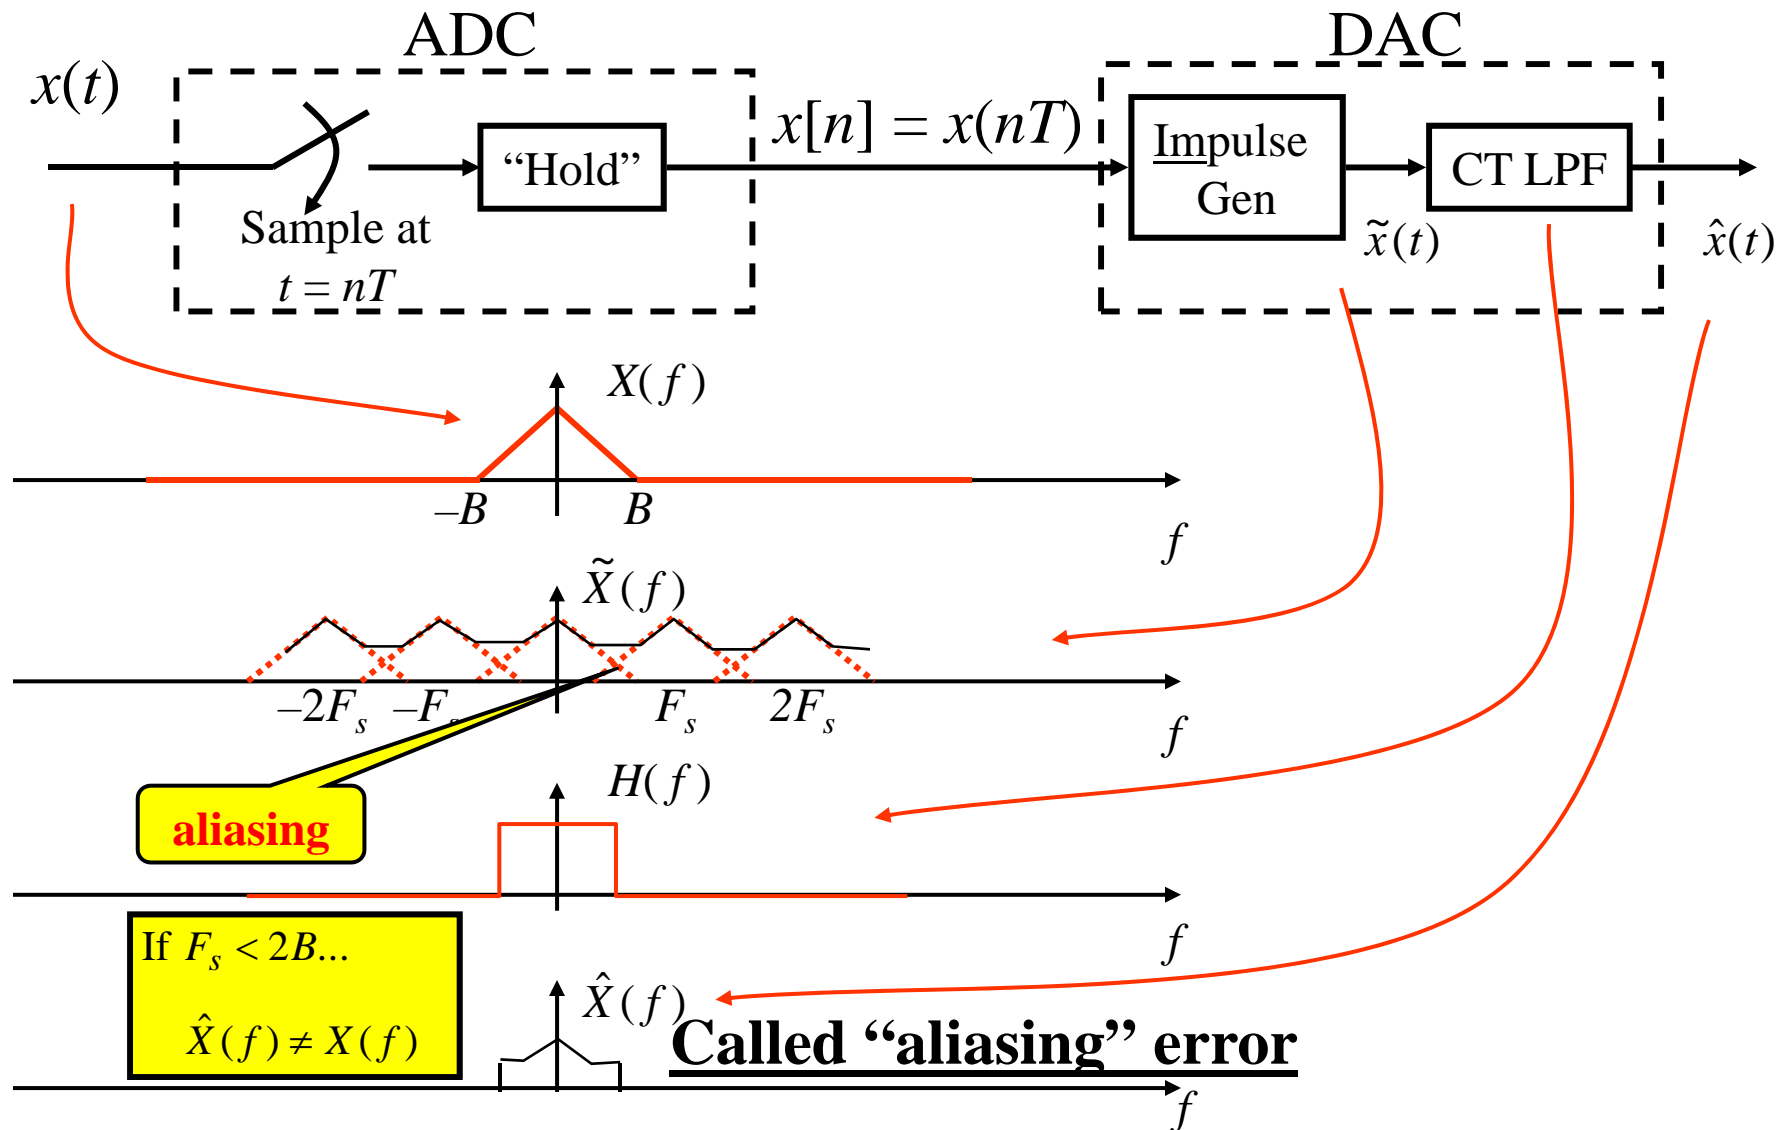 ADC
DAC
x(t)
Sample at
t = nT
“Hold”
x[n] = x(nT)
Impulse
Gen
x̃(t)
CT LPF
x̂(t)
X(f)
–B
B
f
X̃(f)
–2Fₛ
–Fₛ
Fₛ
2Fₛ
f
aliasing
H(f)
f
If Fₛ < 2B...
X̂(f) ≠ X(f)
X̂(f)
Called “aliasing” error
f